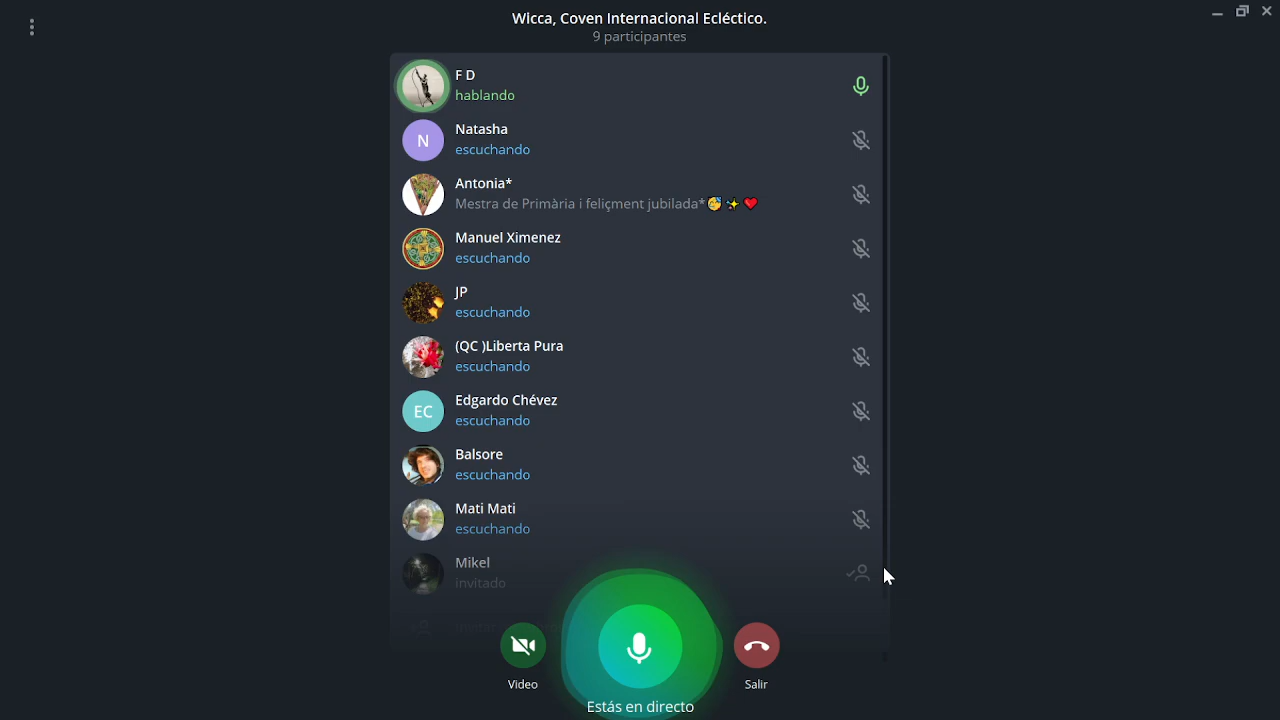 Wicca, Coven Internacional Ecléctico.
9 participantes
F D
hablando
N
Natasha
escuchando
Antonia*
Mestra de Primària i feliçment jubilada*🥳✨❤️
Manuel Ximenez
escuchando
JP
escuchando
(QC )Liberta Pura
escuchando
EC
Edgardo Chévez
escuchando
Balsore
escuchando
Mati Mati
escuchando
Mikel
invitado
Video
Salir
Estás en directo